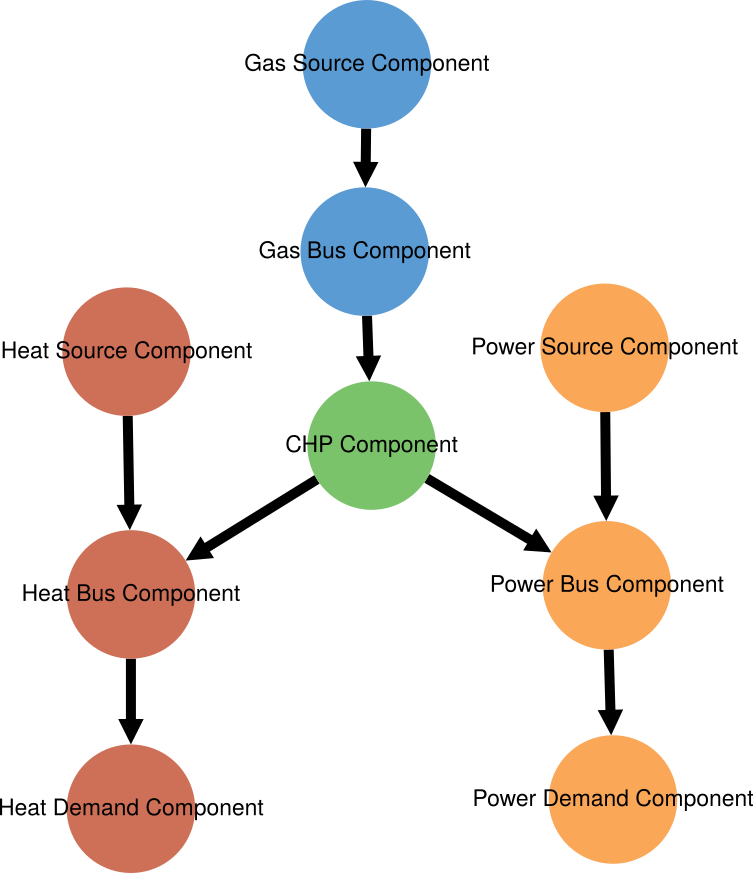 Gas Source Component
Gas Bus Component
Heat Source Component
Power Source Component
CHP Component
Heat Bus Component
Power Bus Component
Heat Demand Component
Power Demand Component